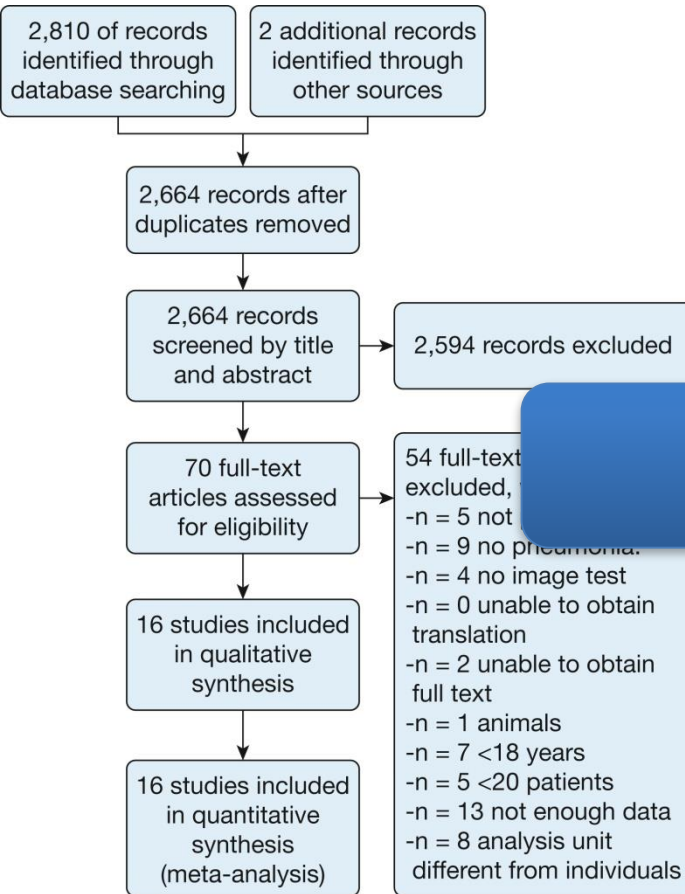 2,810 of records
identified through
database searching
2 additional records
identified through
other sources
2,664 records after
duplicates removed
2,664 records
screened by title
and abstract
2,594 records excluded
70 full-text
articles assessed
for eligibility
54 full-text
excluded,
-n = 5 not
-n = 9 no pneumonia.
-n = 4 no image test
-n = 0 unable to obtain
translation
-n = 2 unable to obtain
full text
-n = 1 animals
-n = 7 <18 years
-n = 5 <20 patients
-n = 13 not enough data
-n = 8 analysis unit
different from individuals
16 studies included
in qualitative
synthesis
16 studies included
in quantitative
synthesis
(meta-analysis)